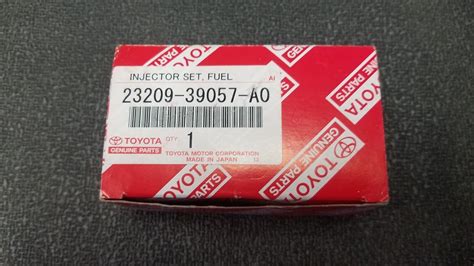 INJECTOR SET, FUEL AI
23209-39057-A0
TOYOTA
GENUINE PARTS
QTY. 1
TOYOTA MOTOR CORPORATION
MADE IN JAPAN 13
TOYOTA
GENUINE PARTS
TOYOTA
GENUINE PARTS